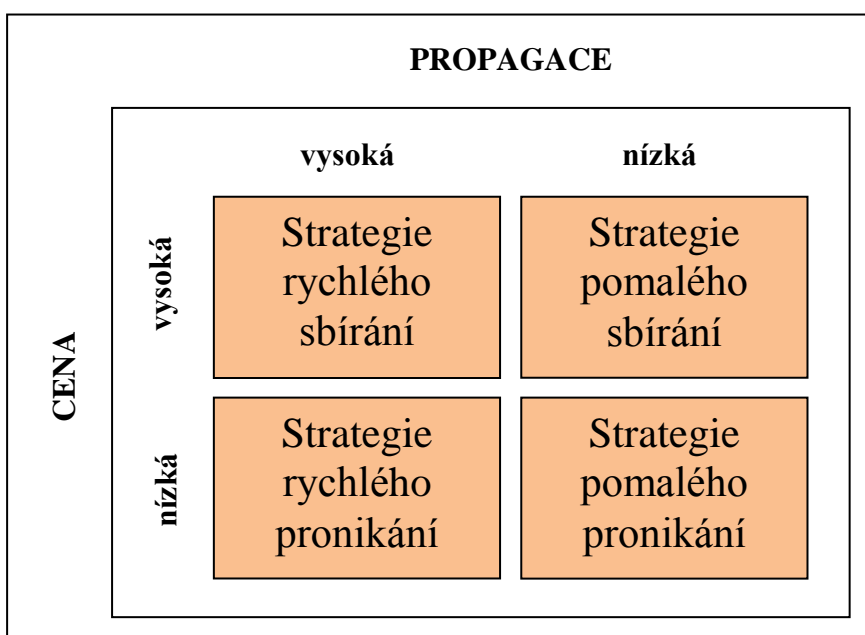 PROPAGACE
vysoká
nízká
CENA
vysoká
Strategie
rychlého
sbírání
Strategie
pomalého
sbírání
nízká
Strategie
rychlého
pronikání
Strategie
pomalého
pronikání